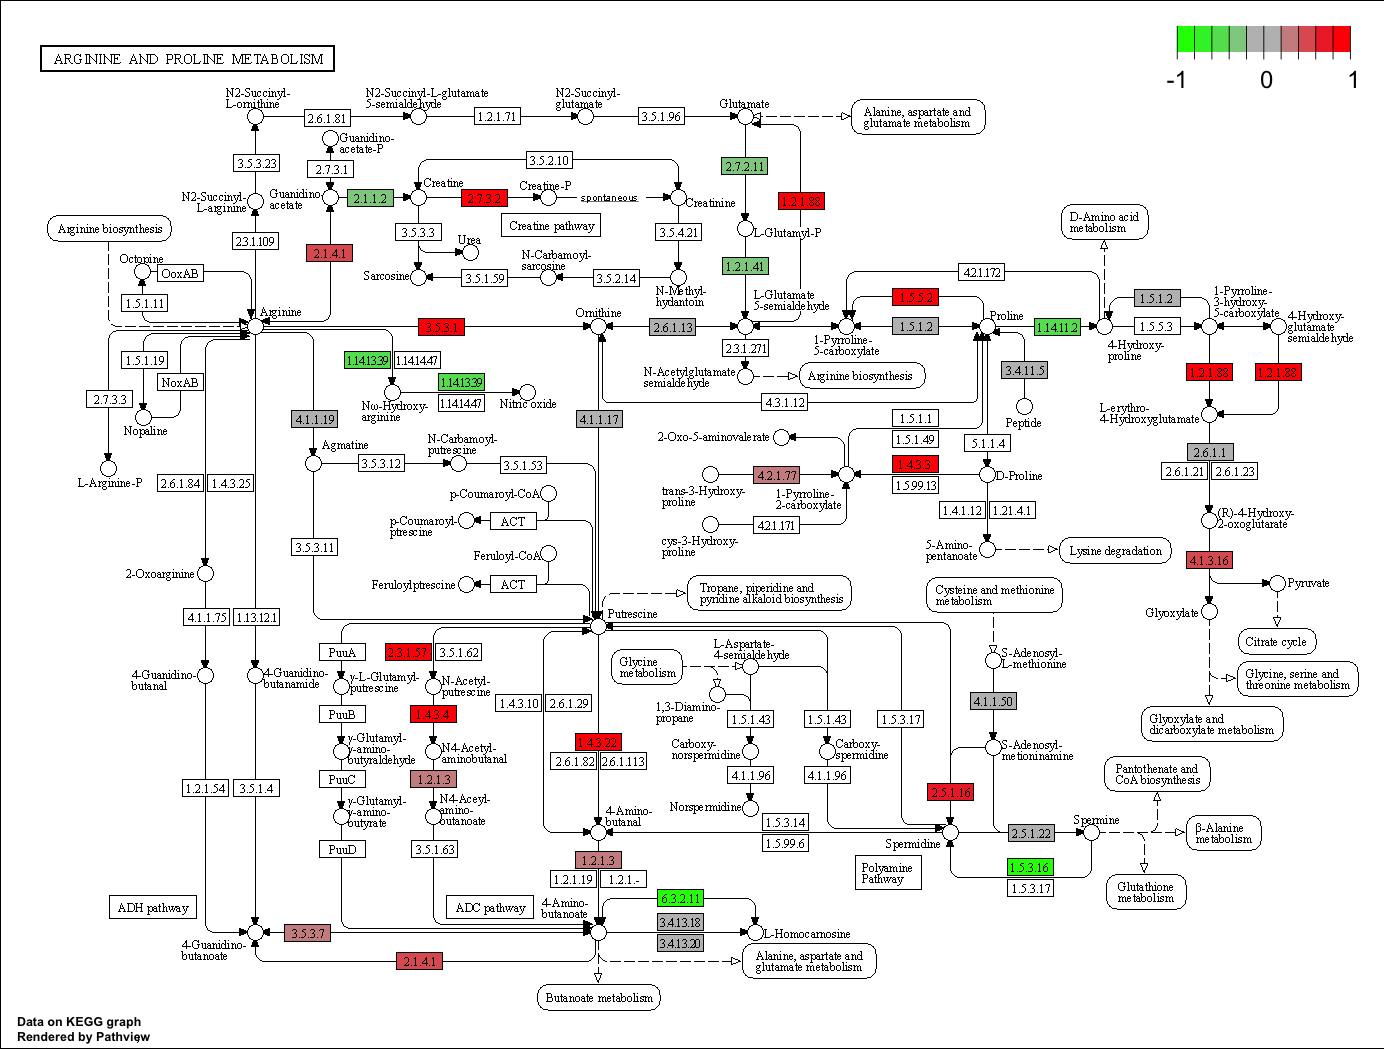 ARGININE AND PROLINE METABOLISM
-1 0 1
N2-Succinyl-
L-ornithine
2.6.1.81
N2-Succinyl-L-glutamate
5-semialdehyde
1.2.1.71
N2-Succinyl-
glutamate
3.5.1.96
Glutamate
Alanine, aspartate and
glutamate metabolism
Guanidino-
acetate-P
3.5.3.23
2.7.3.1
3.5.2.10
2.7.2.11
N2-Succinyl-
L-arginine
Guanidino
acetate
2.1.1.2
Creatine
2.7.3.2
Creatine-P
spontaneous
Creatinine
1.2.1.88
Arginine biosynthesis
2.3.1.109
2.1.4.1
3.5.3.3
Urea
Creatine pathway
3.5.4.21
L-Glutamyl-P
D-Amino acid
metabolism
Octopine
OoxAB
Sarcosine
3.5.1.59
N-Carbamoyl-
sarcosine
3.5.2.14
N-Methyl-
hydantoin
1.2.1.41
4.2.1.172
1.5.1.11
Arginine
3.5.3.1
Ornithine
2.6.1.13
L-Glutamate
5-semialdehyde
1.5.5.2
1.5.1.2
Proline
1.14.11.2
1.5.1.2
1.5.5.3
1-Pyrroline-
3-hydroxy-
5-carboxylate
4-Hydroxy-
glutamate
semialdehyde
1-Pyrroline-
5-carboxylate
4-Hydroxy-
proline
2.3.1.271
1.5.1.19
NoxAB
1.14.13.39
1.14.14.47
1.14.13.39
1.14.14.47
N-Acetylglutamate
semialdehyde
Arginine biosynthesis
3.4.11.5
1.2.1.88
1.2.1.88
2.7.3.3
Nopaline
Nω-Hydroxy-
arginine
Nitric oxide
4.3.1.12
Peptide
L-erythro-
4-Hydroxyglutamate
4.1.1.19
4.1.1.17
1.5.1.1
1.5.1.49
5.1.1.4
2-Oxo-5-aminovalerate
Agmatine
3.5.3.12
N-Carbamoyl-
putrescine
3.5.1.53
2.6.1.1
2.6.1.21
2.6.1.23
L-Arginine-P
2.6.1.84
1.4.3.25
trans-3-Hydroxy-
proline
4.2.1.77
1-Pyrroline-
2-carboxylate
1.4.3.3
1.5.99.13
D-Proline
p-Coumaroyl-CoA
p-Coumaroyl-
ptrescine
ACT
cys-3-Hydroxy-
proline
4.2.1.171
1.4.1.12
1.21.4.1
(R)-4-Hydroxy-
2-oxoglutarate
3.5.3.11
Feruloyl-CoA
Feruloylptrescine
ACT
5-Amino-
pentanoate
Lysine degradation
4.1.3.16
2-Oxoarginine
Tropane, piperidine and
pyridine alkaloid biosynthesis
Cysteine and methionine
metabolism
Pyruvate
Glyoxylate
4.1.1.75
1.13.12.1
Putrescine
Citrate cycle
PuuA
2.3.1.57
3.5.1.62
Glycine
metabolism
L-Aspartate-
4-semialdehyde
S-Adenosyl-
L-methionine
Glycine, serine and
threonine metabolism
4-Guanidino-
butanal
4-Guanidino-
butanamide
γ-L-Glutamyl-
putrescine
N-Acetyl-
putrescine
1.4.3.10
2.6.1.29
1,3-Diamino-
propane
4.1.1.50
Glyoxylate and
dicarboxylate metabolism
PuuB
1.4.3.4
1.5.1.43
1.5.1.43
1.5.3.17
γ-Glutamyl-
γ-amino-
butyraldehyde
N4-Acetyl-
aminobutanal
1.4.3.22
2.6.1.82
2.6.1.113
Carboxy-
norspermidine
Carboxy-
spermidine
S-Adenosyl-
metioninamine
Pantothenate and
CoA biosynthesis
PuuC
1.2.1.3
4.1.1.96
4.1.1.96
1.2.1.54
3.5.1.4
2.5.1.16
γ-Glutamyl-
γ-amino-
butyrate
N4-Aceyl-
amino-
butanoate
4-Amino-
butanal
Norspermidine
1.5.3.14
1.5.99.6
Spermidine
2.5.1.22
Spermine
β-Alanine
metabolism
PuuD
3.5.1.63
1.2.1.3
1.2.1.19
1.2.1.-
Polyamine
Pathway
1.5.3.16
1.5.3.17
Glutathione
metabolism
ADH pathway
ADC pathway
4-Amino-
butanoate
6.3.2.11
3.4.13.18
3.4.13.20
L-Homocarnosine
4-Guanidino-
butanoate
3.5.3.7
2.1.4.1
Alanine, aspartate and
glutamate metabolism
Butanoate metabolism
Data on KEGG graph
Rendered by Pathview